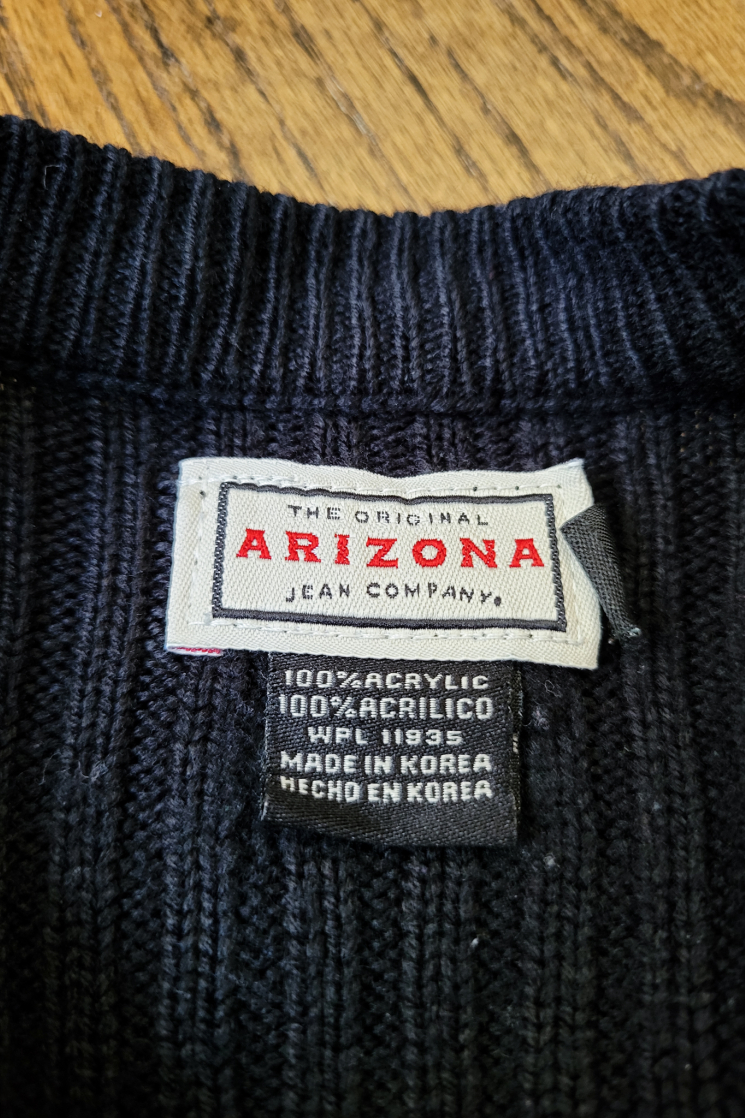 THE ORIGINAL
ARIZONA
JEAN COMPANY.
100% ACRYLIC
100% ACRILICO
WPL 11935
MADE IN KOREA
HECHO EN KOREA